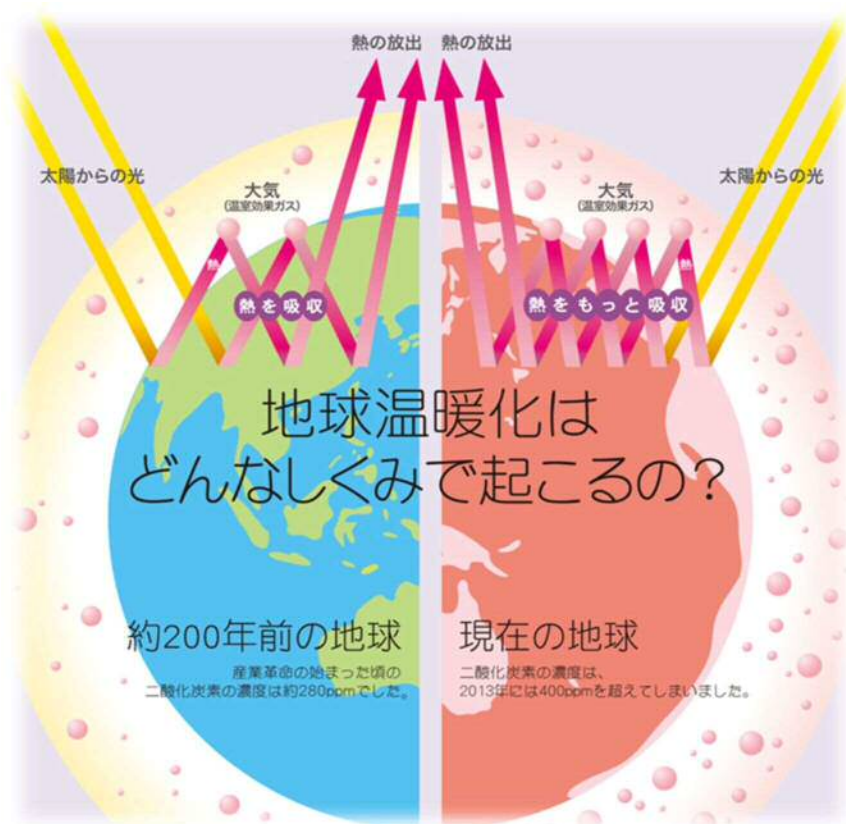 熱の放出
熱の放出
太陽からの光
大気
(温室効果ガス)
大気
(温室効果ガス)
太陽からの光
熱
熱
熱を吸収
熱をもっと吸収
地球温暖化は
どんなしくみで起こるの?
約200年前の地球
産業革命の始まった頃の
二酸化炭素の濃度は約280ppmでした。
現在の地球
二酸化炭素の濃度は、
2013年には400ppmを超えてしまいました。